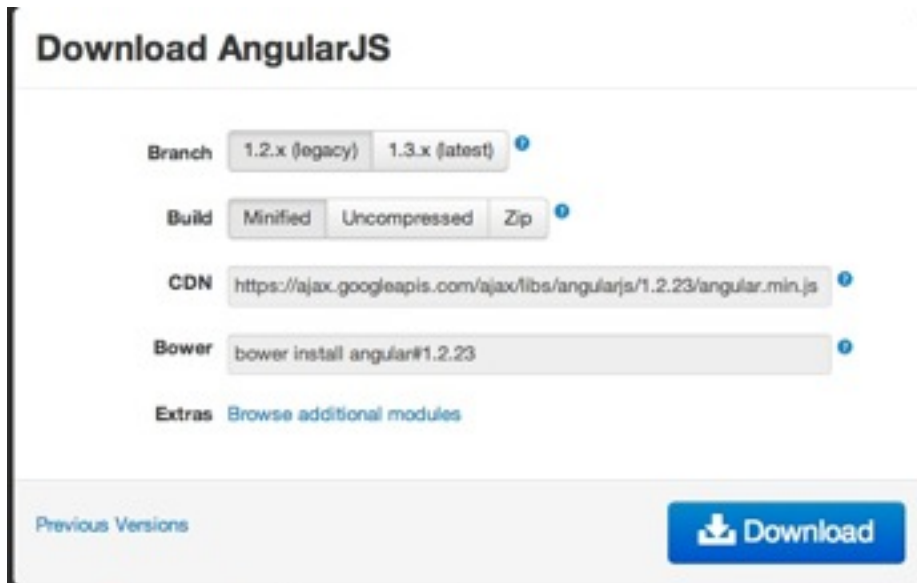 Download AngularJS
Branch 1.2.x (legacy) 1.3.x (latest)
Build Minified Uncompressed Zip
CDN https://ajax.googleapis.com/ajax/libs/angularjs/1.2.23/angular.min.js
Bower bower install angular#1.2.23
Extras Browse additional modules
Previous Versions Download